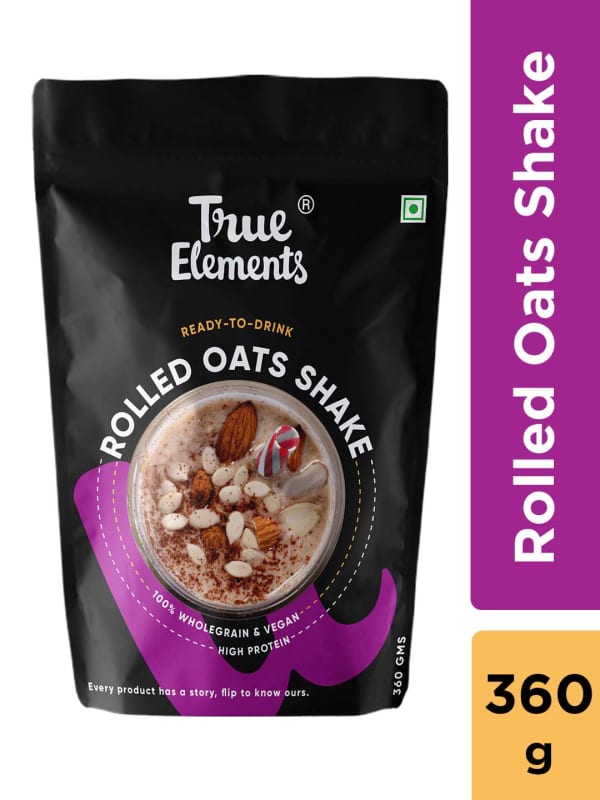 True ®
Elements
READY-TO-DRINK
ROLLED OATS SHAKE
100% WHOLEGRAIN & VEGAN
HIGH PROTEIN
Every product has a story, flip to know ours.
360 GMS
Rolled Oats Shake
360
g